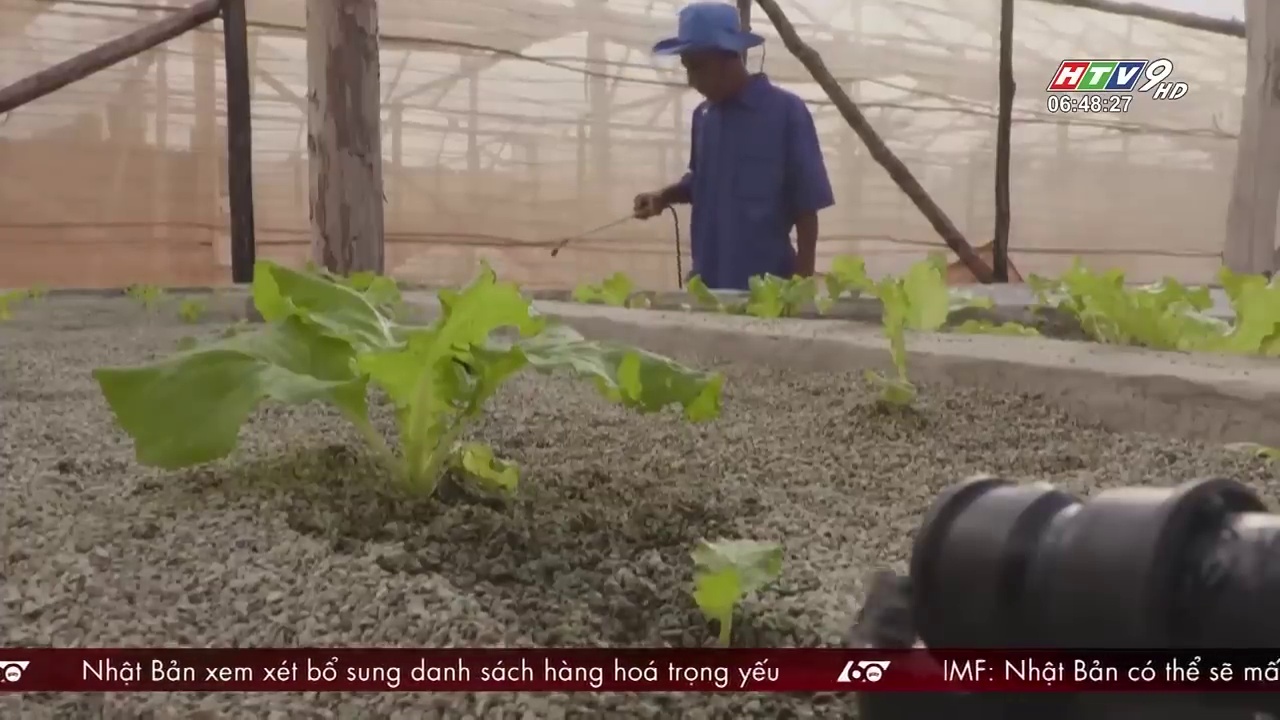 HTV9 HD
06:48:27
Nhật Bản xem xét bổ sung danh sách hàng hoá trọng yếu 60 IMF: Nhật Bản có thể sẽ